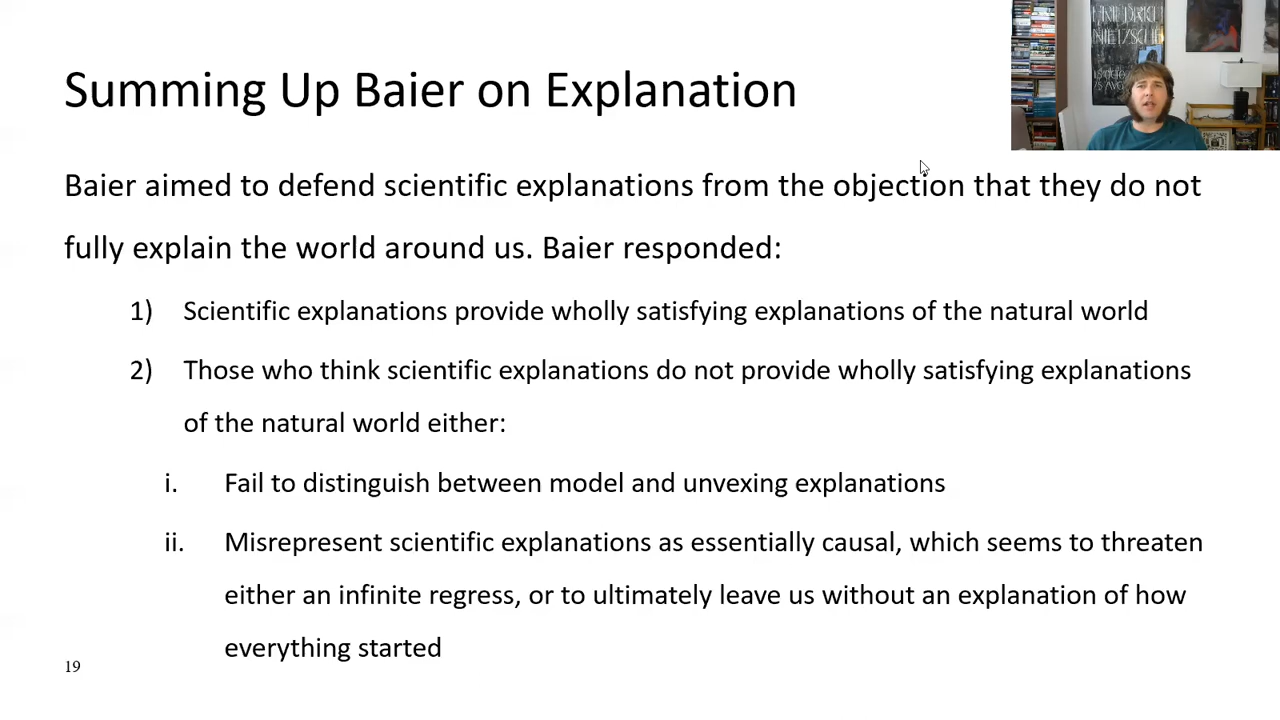 Summing Up Baier on Explanation
Baier aimed to defend scientific explanations from the objection that they do not
fully explain the world around us. Baier responded:
1) Scientific explanations provide wholly satisfying explanations of the natural world
2) Those who think scientific explanations do not provide wholly satisfying explanations
of the natural world either:
i. Fail to distinguish between model and unvexing explanations
ii. Misrepresent scientific explanations as essentially causal, which seems to threaten
either an infinite regress, or to ultimately leave us without an explanation of how
everything started
19
NIETZSCHE